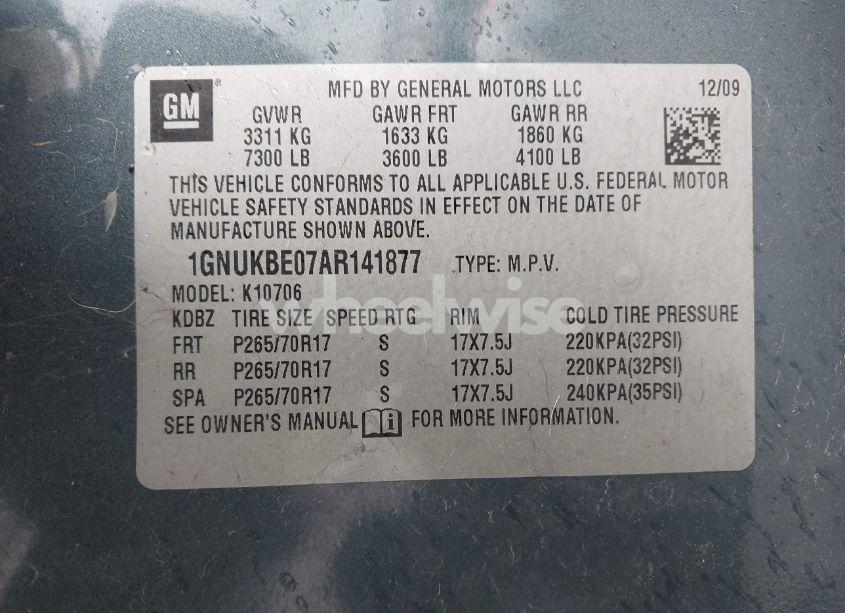 GM
MFD BY GENERAL MOTORS LLC 12/09
GVWR GAWR FRT GAWR RR
3311 KG 1633 KG 1860 KG
7300 LB 3600 LB 4100 LB
THIS VEHICLE CONFORMS TO ALL APPLICABLE U.S. FEDERAL MOTOR
VEHICLE SAFETY STANDARDS IN EFFECT ON THE DATE OF
MANUFACTURE SHOWN ABOVE.
1GNUKBE07AR141877 TYPE: M.P.V.
MODEL: K10706
wheelwise
KDBZ TIRE SIZE SPEED RTG RIM COLD TIRE PRESSURE
FRT P265/70R17 S 17X7.5J 220KPA(32PSI)
RR P265/70R17 S 17X7.5J 220KPA(32PSI)
SPA P265/70R17 S 17X7.5J 240KPA(35PSI)
SEE OWNER'S MANUAL i FOR MORE INFORMATION.